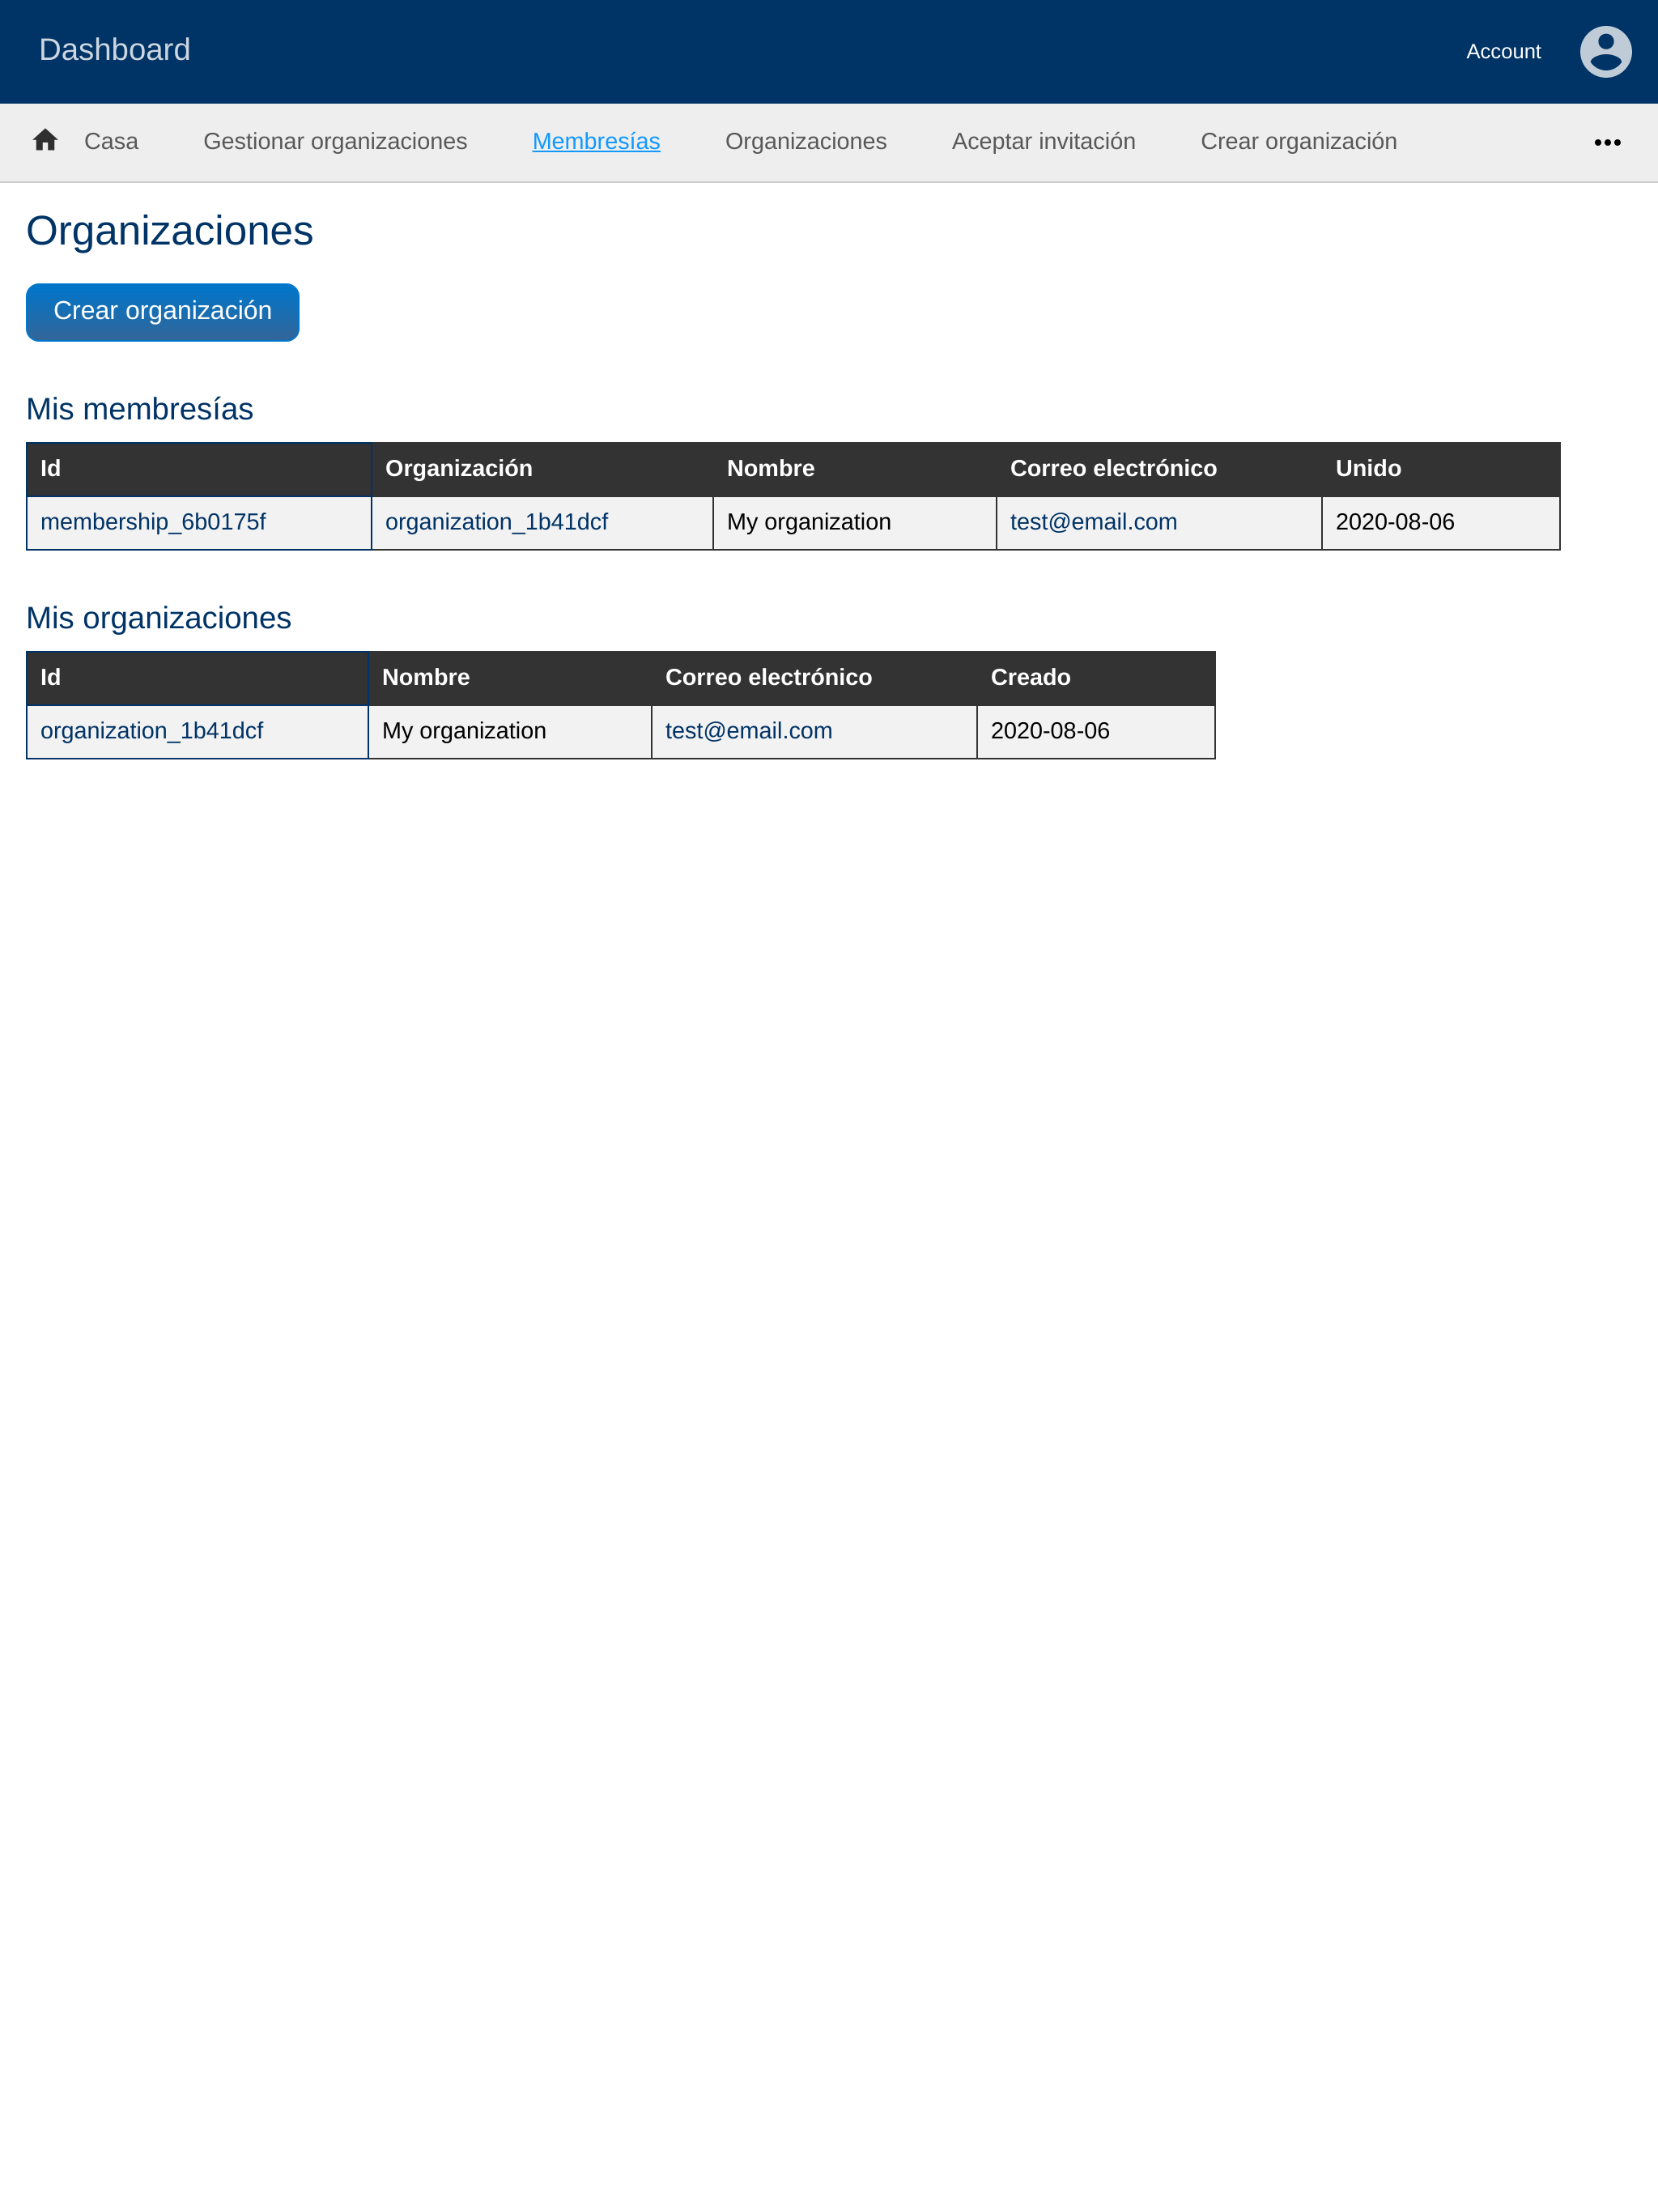 Dashboard
Account
Casa Gestionar organizaciones Membresías Organizaciones Aceptar invitación Crear organización
Organizaciones
Crear organización
Mis membresías
Id Organización Nombre Correo electrónico Unido
membership_6b0175f organization_1b41dcf My organization test@email.com 2020-08-06
Mis organizaciones
Id Nombre Correo electrónico Creado
organization_1b41dcf My organization test@email.com 2020-08-06